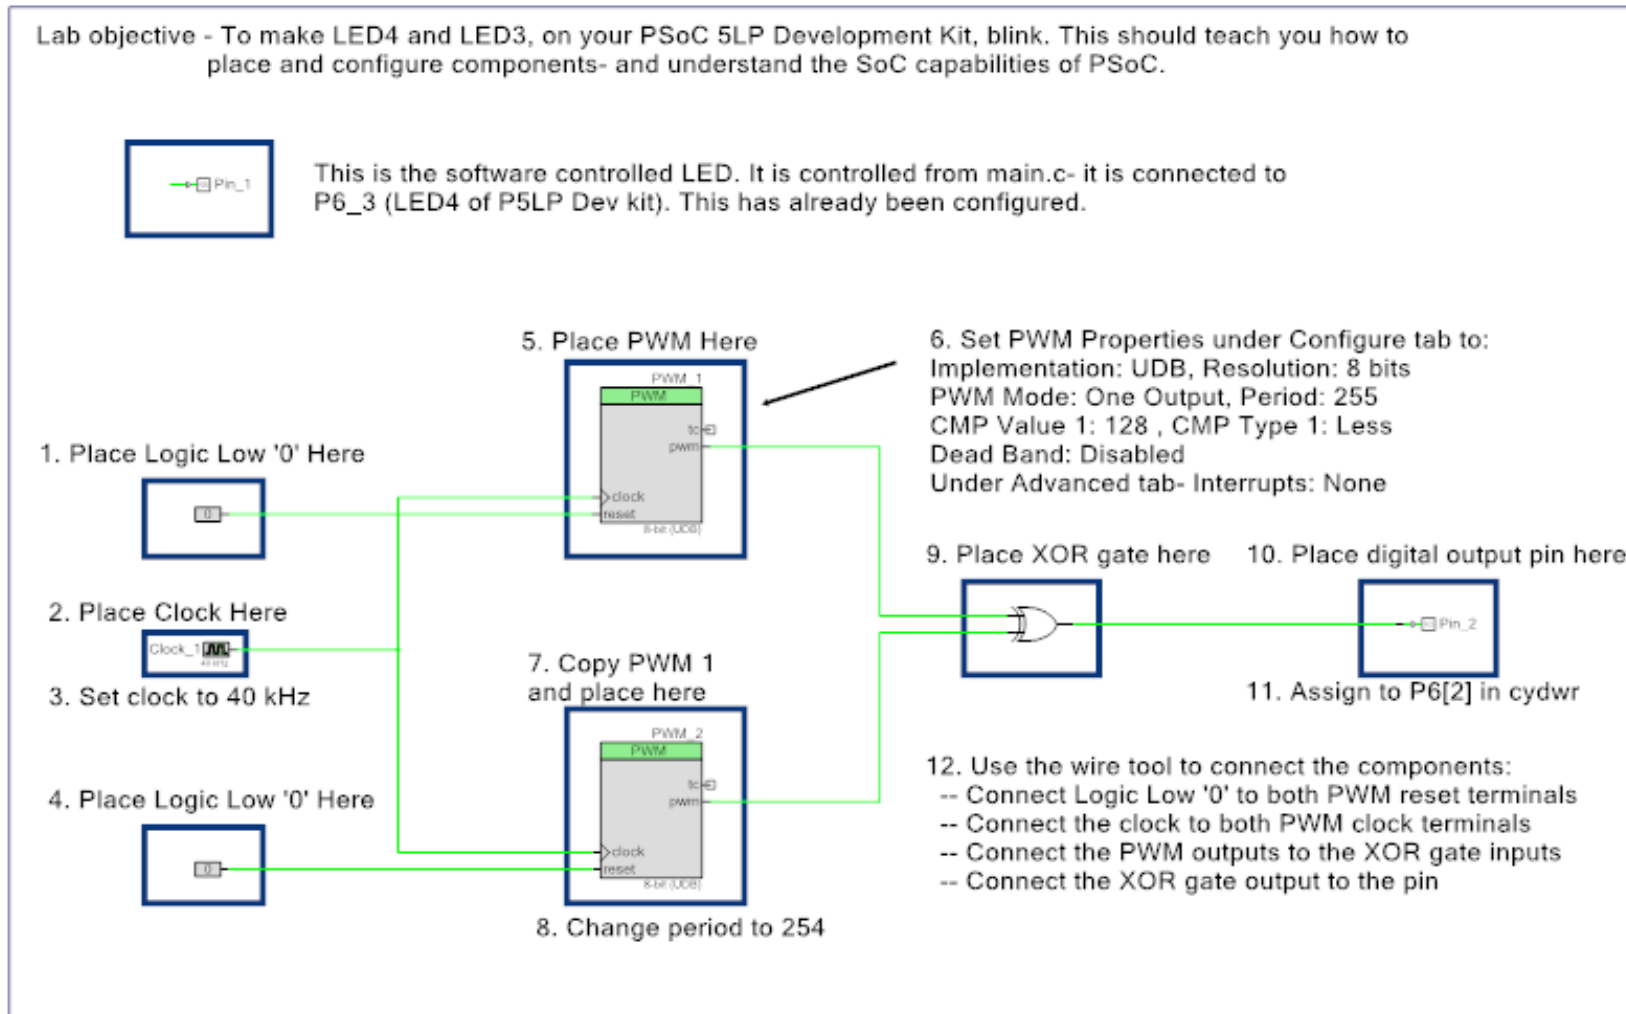 Lab objective - To make LED4 and LED3, on your PSoC 5LP Development Kit, blink. This should teach you how to
place and configure components- and understand the SoC capabilities of PSoC.
Pin_1
This is the software controlled LED. It is controlled from main.c- it is connected to
P6_3 (LED4 of P5LP Dev kit). This has already been configured.
5. Place PWM Here
PWM_1
PWM
tc
pwm
clock
reset
8-bit (UDB)
6. Set PWM Properties under Configure tab to:
Implementation: UDB, Resolution: 8 bits
PWM Mode: One Output, Period: 255
CMP Value 1: 128 , CMP Type 1: Less
Dead Band: Disabled
Under Advanced tab- Interrupts: None
1. Place Logic Low '0' Here
0
2. Place Clock Here
Clock_1
40 kHz
3. Set clock to 40 kHz
4. Place Logic Low '0' Here
0
7. Copy PWM 1
and place here
PWM_2
PWM
tc
pwm
clock
reset
8-bit (UDB)
8. Change period to 254
9. Place XOR gate here
10. Place digital output pin here
Pin_2
11. Assign to P6[2] in cydwr
12. Use the wire tool to connect the components:
-- Connect Logic Low '0' to both PWM reset terminals
-- Connect the clock to both PWM clock terminals
-- Connect the PWM outputs to the XOR gate inputs
-- Connect the XOR gate output to the pin